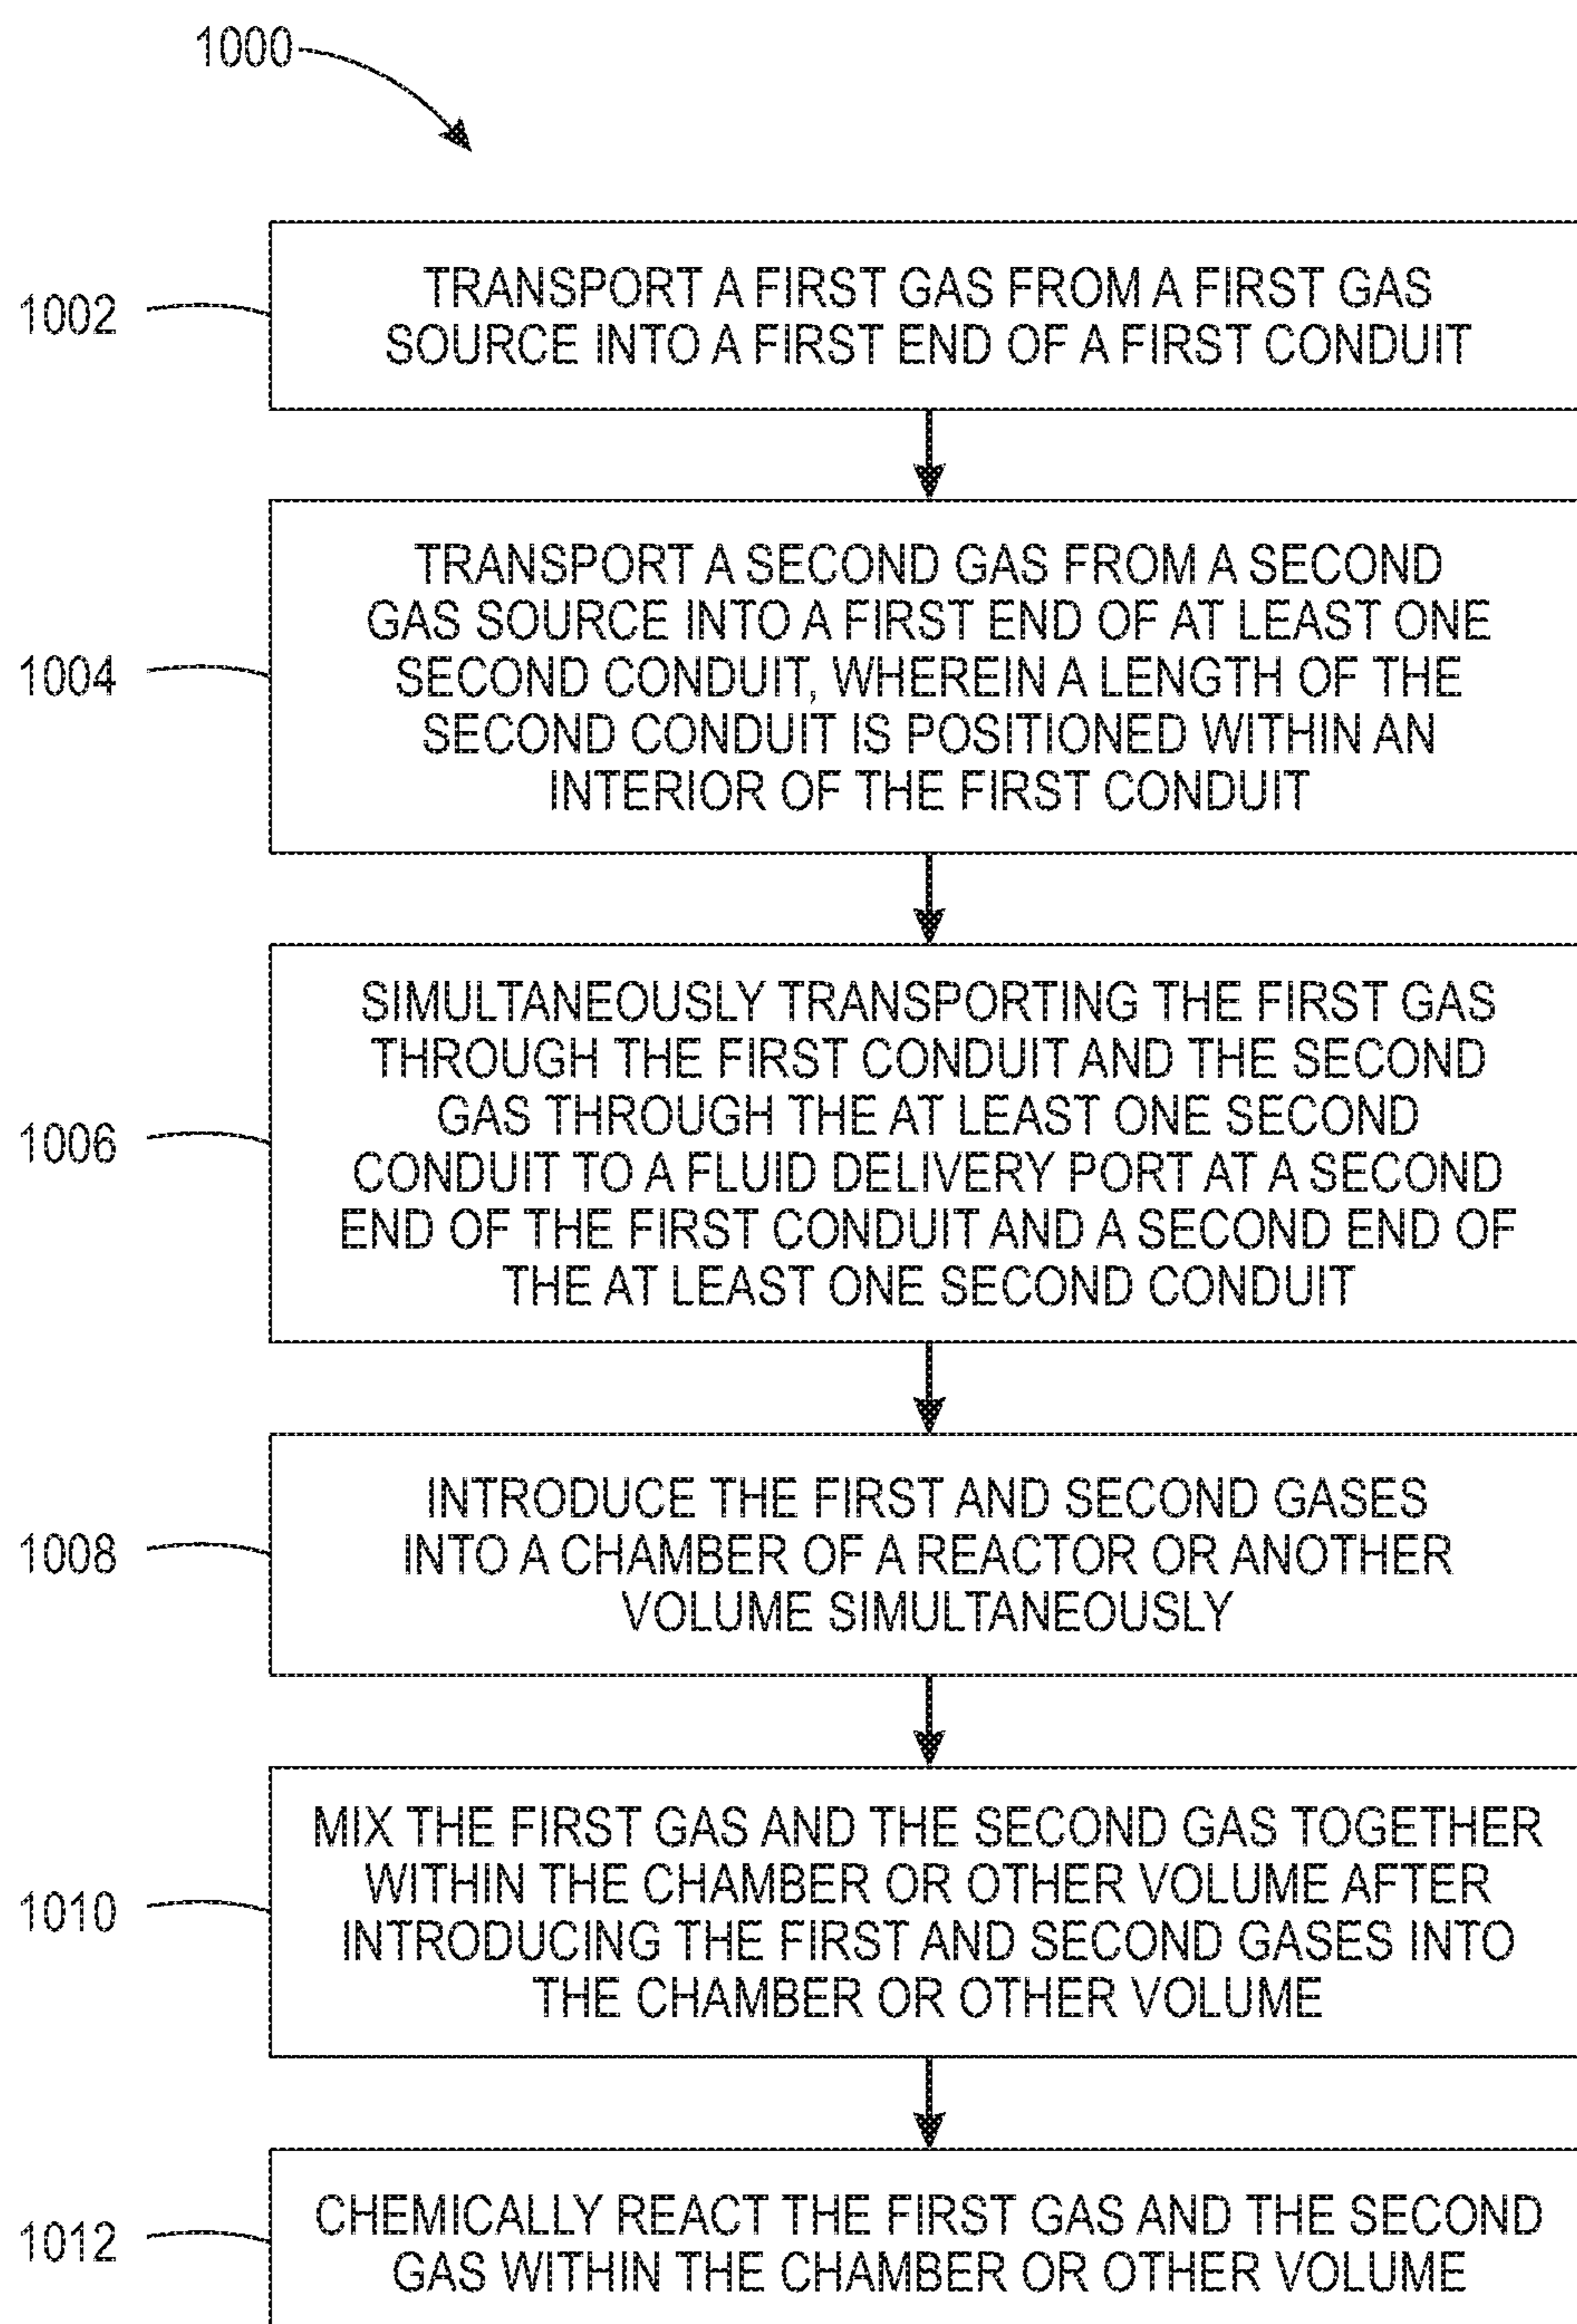 1000
1002
TRANSPORT A FIRST GAS FROM A FIRST GAS
SOURCE INTO A FIRST END OF A FIRST CONDUIT
1004
TRANSPORT A SECOND GAS FROM A SECOND
GAS SOURCE INTO A FIRST END OF AT LEAST ONE
SECOND CONDUIT, WHEREIN A LENGTH OF THE
SECOND CONDUIT IS POSITIONED WITHIN AN
INTERIOR OF THE FIRST CONDUIT
1006
SIMULTANEOUSLY TRANSPORTING THE FIRST GAS
THROUGH THE FIRST CONDUIT AND THE SECOND
GAS THROUGH THE AT LEAST ONE SECOND
CONDUIT TO A FLUID DELIVERY PORT AT A SECOND
END OF THE FIRST CONDUIT AND A SECOND END OF
THE AT LEAST ONE SECOND CONDUIT
1008
INTRODUCE THE FIRST AND SECOND GASES
INTO A CHAMBER OF A REACTOR OR ANOTHER
VOLUME SIMULTANEOUSLY
1010
MIX THE FIRST GAS AND THE SECOND GAS TOGETHER
WITHIN THE CHAMBER OR OTHER VOLUME AFTER
INTRODUCING THE FIRST AND SECOND GASES INTO
THE CHAMBER OR OTHER VOLUME
1012
CHEMICALLY REACT THE FIRST GAS AND THE SECOND
GAS WITHIN THE CHAMBER OR OTHER VOLUME